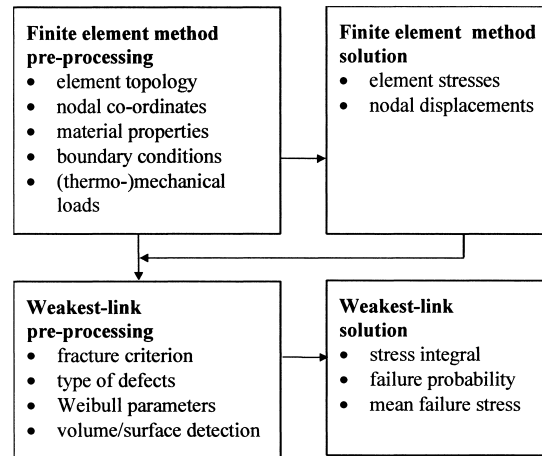 Finite element method
pre-processing
• element topology
• nodal co-ordinates
• material properties
• boundary conditions
• (thermo-)mechanical
loads
Finite element method
solution
• element stresses
• nodal displacements
Weakest-link
pre-processing
• fracture criterion
• type of defects
• Weibull parameters
• volume/surface detection
Weakest-link
solution
• stress integral
• failure probability
• mean failure stress